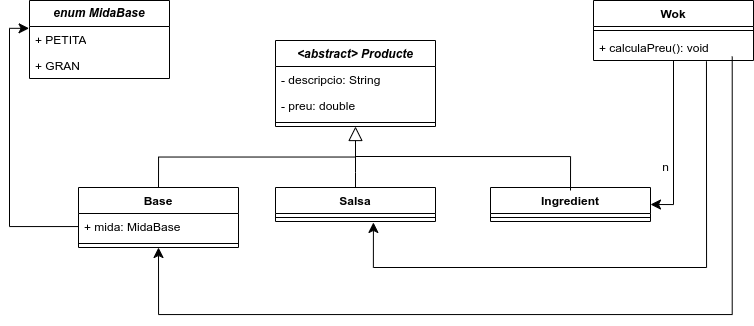 enum MidaBase
+ PETITA
+ GRAN
<abstract> Producte
- descripcio: String
- preu: double
Wok
+ calculaPreu(): void
n
Base
+ mida: MidaBase
Salsa
Ingredient